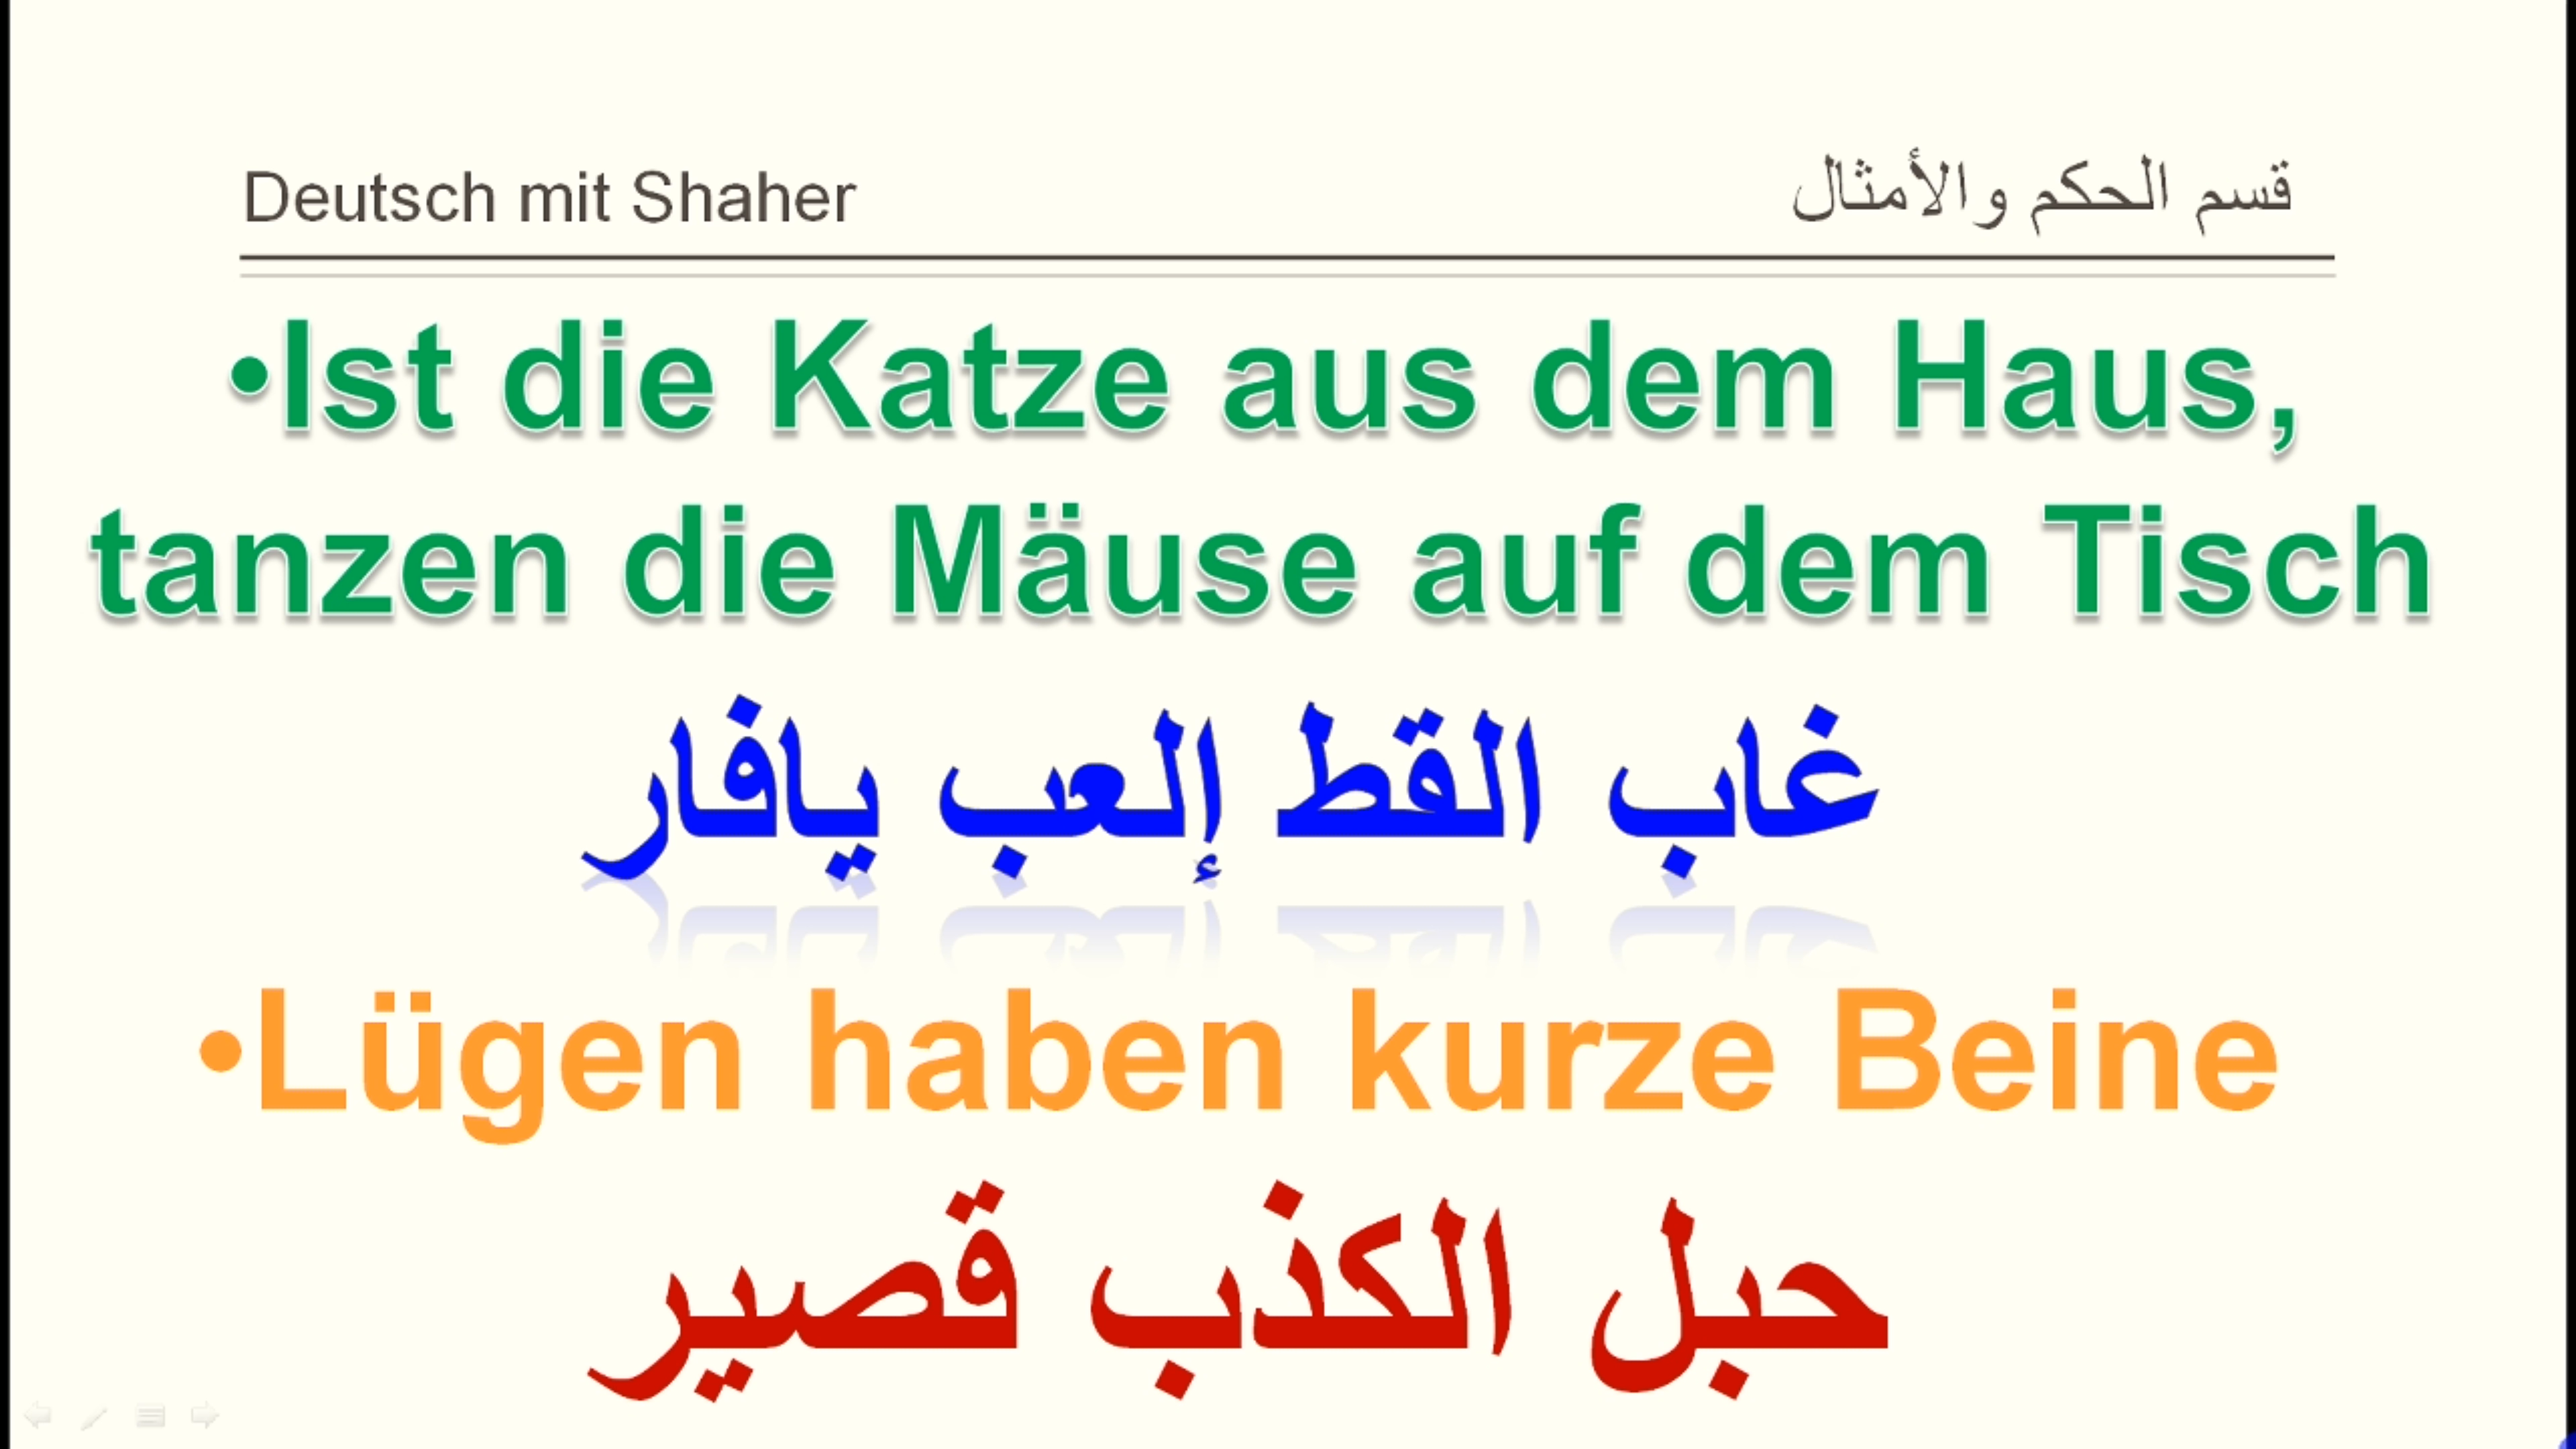 Deutsch mit Shaher
قسم الحكم والأمثال
•Ist die Katze aus dem Haus,
tanzen die Mäuse auf dem Tisch
غاب القط إلعب يافار
•Lügen haben kurze Beine
حبل الكذب قصير